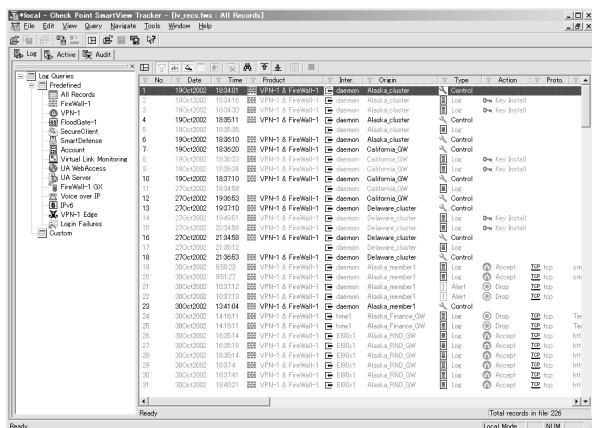 *local - Check Point SmartView Tracker - [lv_recs.fws : All Records]
File Edit View Query Navigate Tools Window Help
Log Active Audit
Log Queries
Predefined
All Records
FireWall-1
VPN-1
FloodGate-1
SecureClient
SmartDefense
Account
Virtual Link Monitoring
UA WebAccess
UA Server
FireWall-1 GX
Voice over IP
IPv6
VPN-1 Edge
Login Failures
Custom
No. Date Time Product Inter. Origin Type Action Proto.
1 19Oct2002 18:34:01 VPN-1 & FireWall-1 daemon Alaska_cluster Control
2 19Oct2002 18:34:16 VPN-1 & FireWall-1 daemon Alaska_cluster Log Key Install
3 19Oct2002 18:34:30 VPN-1 & FireWall-1 daemon Alaska_cluster Log Key Install
4 19Oct2002 18:35:11 VPN-1 & FireWall-1 daemon Alaska_cluster Control
5 19Oct2002 18:35:35 daemon Alaska_cluster Log
6 19Oct2002 18:36:10 VPN-1 & FireWall-1 daemon Alaska_cluster Control
7 19Oct2002 18:36:20 VPN-1 & FireWall-1 daemon California_GW Control
8 19Oct2002 18:36:33 VPN-1 & FireWall-1 daemon California_GW Log Key Install
9 19Oct2002 18:36:34 VPN-1 & FireWall-1 daemon California_GW Log Key Install
10 19Oct2002 18:37:10 VPN-1 & FireWall-1 daemon California_GW Control
11 27Oct2002 19:34:58 daemon California_GW Log
12 27Oct2002 19:36:53 VPN-1 & FireWall-1 daemon California_GW Control
13 27Oct2002 19:37:10 VPN-1 & FireWall-1 daemon Delaware_cluster Control
14 27Oct2002 19:49:51 VPN-1 & FireWall-1 daemon Delaware_cluster Log Key Install
15 27Oct2002 20:34:58 VPN-1 & FireWall-1 daemon Delaware_cluster Log Key Install
16 27Oct2002 21:34:58 VPN-1 & FireWall-1 daemon Delaware_cluster Control
17 27Oct2002 21:35:12 daemon Delaware_cluster Log
18 27Oct2002 21:36:53 VPN-1 & FireWall-1 daemon Delaware_cluster Control
19 30Oct2002 8:50:23 VPN-1 & FireWall-1 daemon Alaska_member1 Log Accept TCP tcp sm
20 30Oct2002 9:51:27 VPN-1 & FireWall-1 daemon Alaska_member1 Log Accept TCP tcp sm
21 30Oct2002 10:37:12 VPN-1 & FireWall-1 daemon Alaska_member1 Alert Drop TCP tcp
22 30Oct2002 10:37:13 VPN-1 & FireWall-1 daemon Alaska_member1 Alert Drop TCP tcp
23 30Oct2002 13:41:04 VPN-1 & FireWall-1 daemon Alaska_member1 Control
24 30Oct2002 14:16:11 VPN-1 & FireWall-1 hme1 Alaska_Finance_GW Log Drop TCP tcp Te
25 30Oct2002 14:18:11 VPN-1 & FireWall-1 hme1 Alaska_Finance_GW Log Drop TCP tcp Te
26 30Oct2002 16:35:14 VPN-1 & FireWall-1 El90x1 Alaska_RND_GW Log Accept TCP tcp htt
27 30Oct2002 16:35:19 VPN-1 & FireWall-1 El90x1 Alaska_RND_GW Log Accept TCP tcp htt
28 30Oct2002 18:35:14 VPN-1 & FireWall-1 El90x1 Alaska_RND_GW Log Accept TCP tcp htt
29 30Oct2002 18:37:4 VPN-1 & FireWall-1 El90x1 Alaska_RND_GW Log Accept TCP tcp htt
30 30Oct2002 18:37:41 VPN-1 & FireWall-1 El90x1 Alaska_RND_GW Log Accept TCP tcp htt
31 30Oct2002 18:40:21 VPN-1 & FireWall-1 El90x1 Alaska_RND_GW Log Accept TCP tcp htt
Ready Total records in file: 226
Ready Local Mode NUM